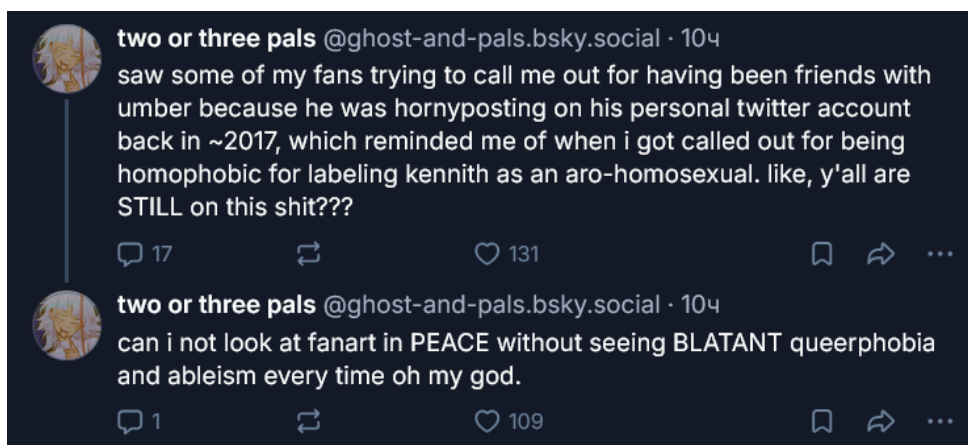 two or three pals @ghost-and-pals.bsky.social · 10ч
saw some of my fans trying to call me out for having been friends with
umber because he was hornyposting on his personal twitter account
back in ~2017, which reminded me of when i got called out for being
homophobic for labeling kennith as an aro-homosexual. like, y'all are
STILL on this shit???
17 131
two or three pals @ghost-and-pals.bsky.social · 10ч
can i not look at fanart in PEACE without seeing BLATANT queerphobia
and ableism every time oh my god.
1 109